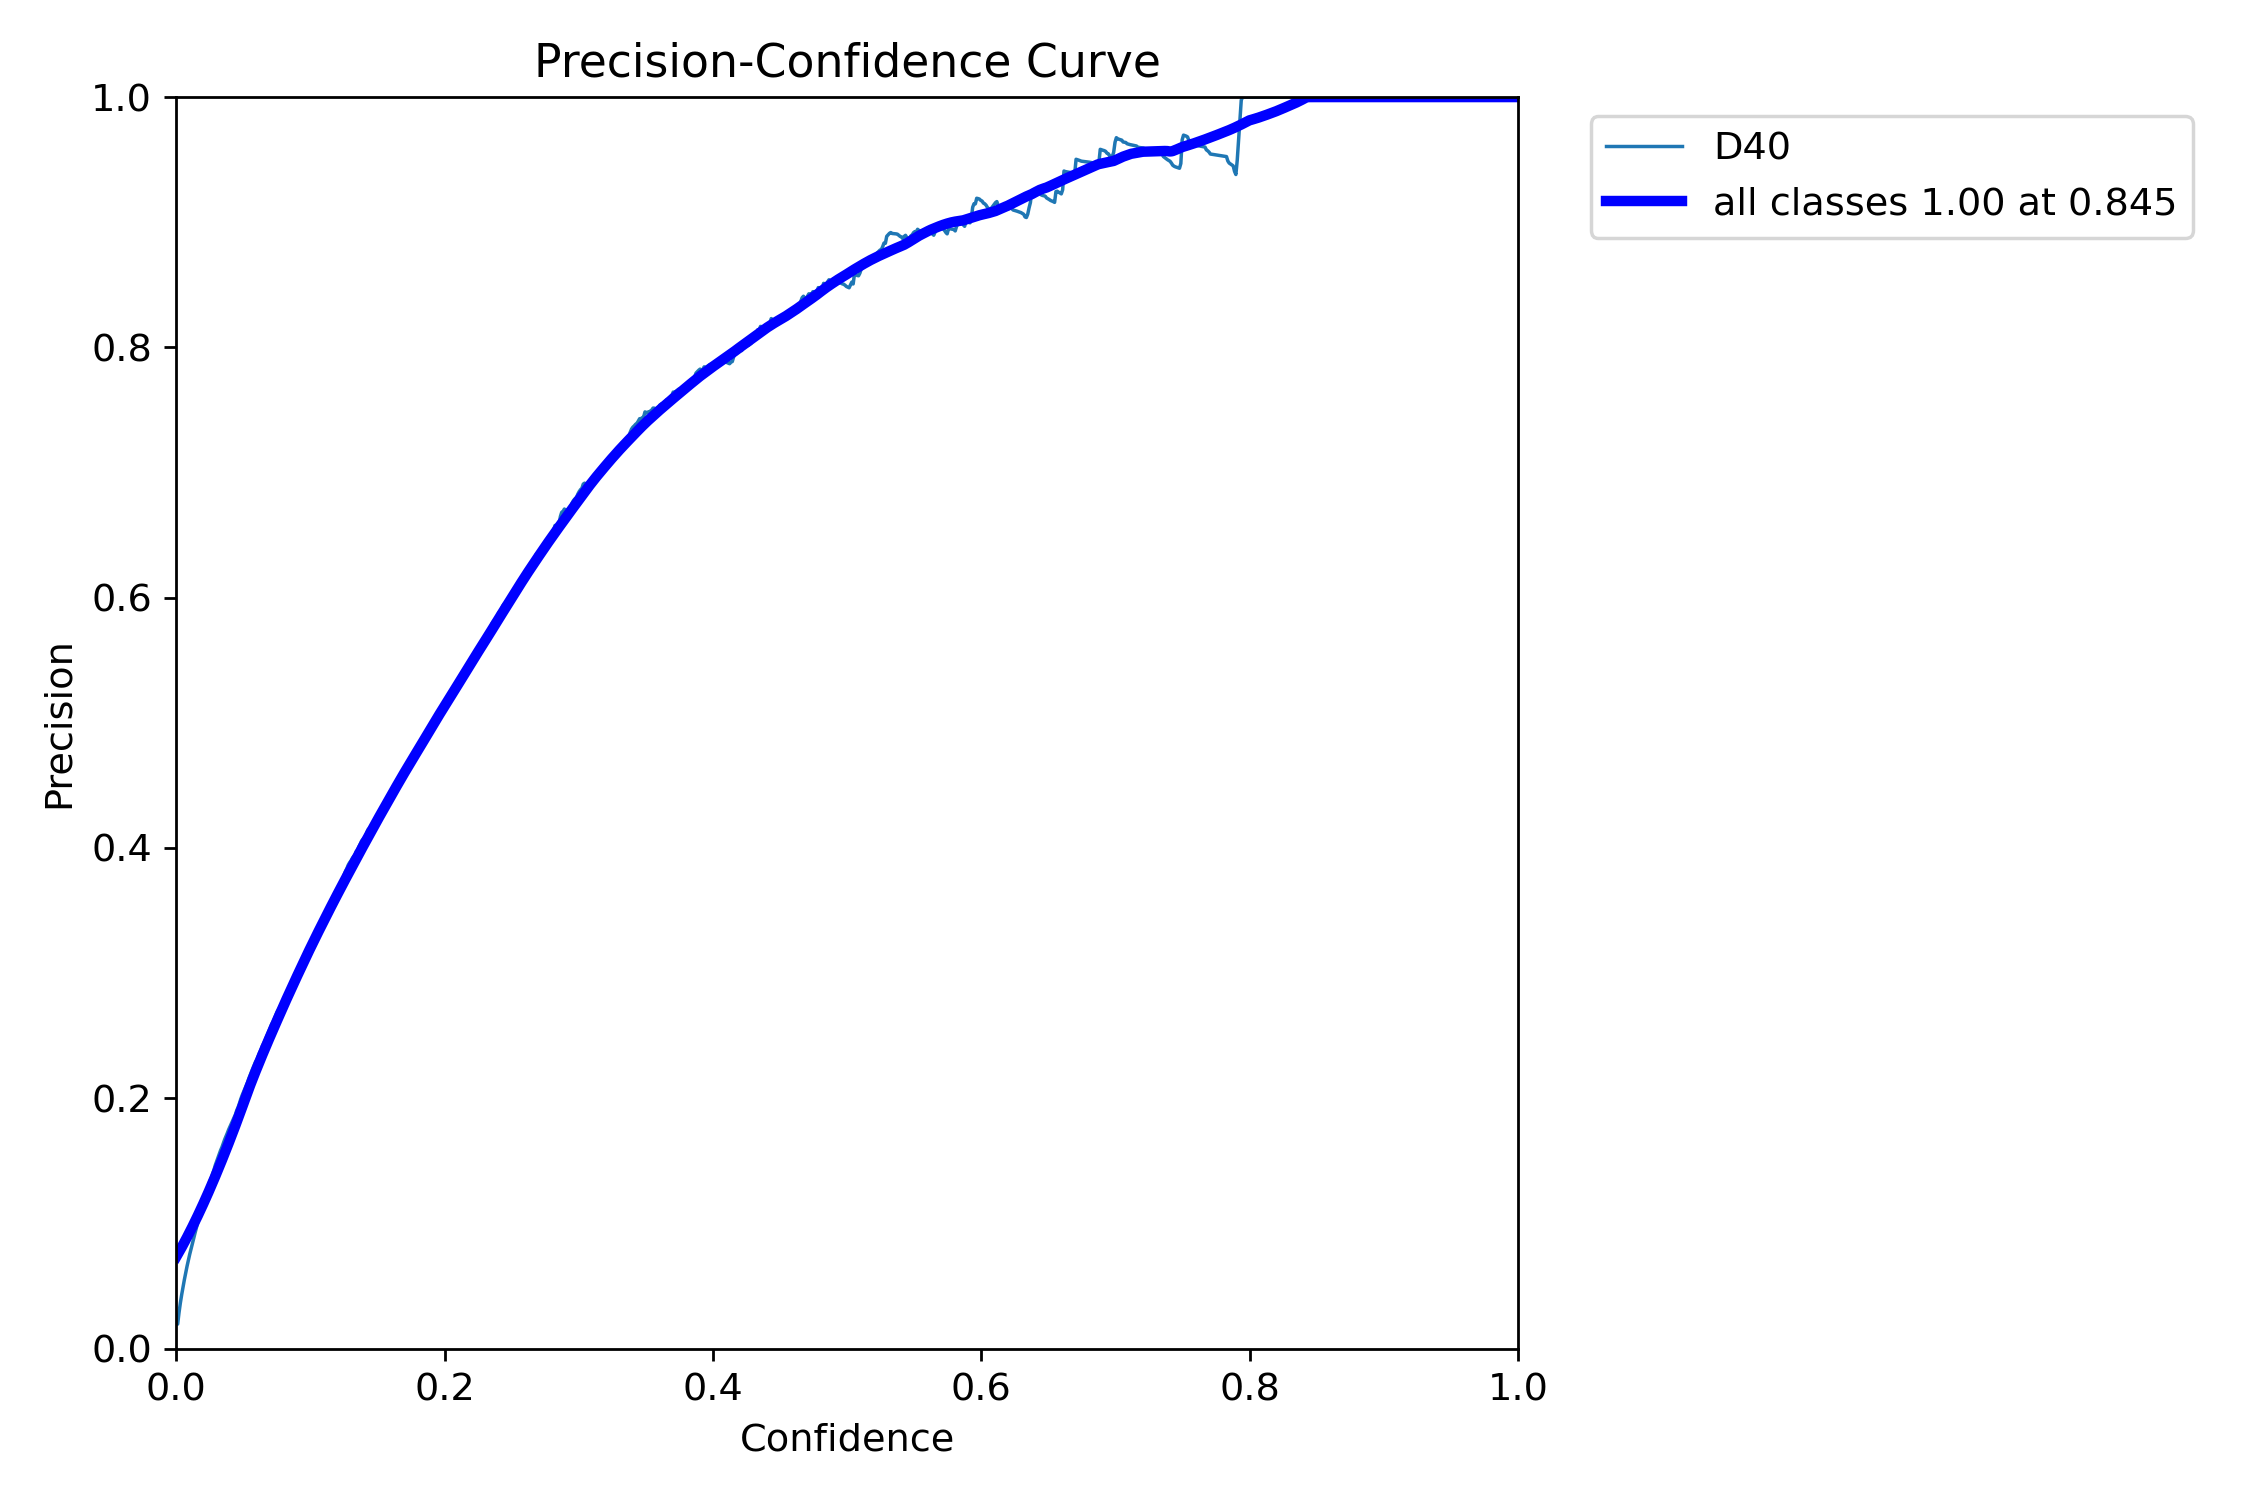 Precision-Confidence Curve
1.0
0.8
0.6
0.4
0.2
0.0
Precision
0.0 0.2 0.4 0.6 0.8 1.0
Confidence
D40
all classes 1.00 at 0.845